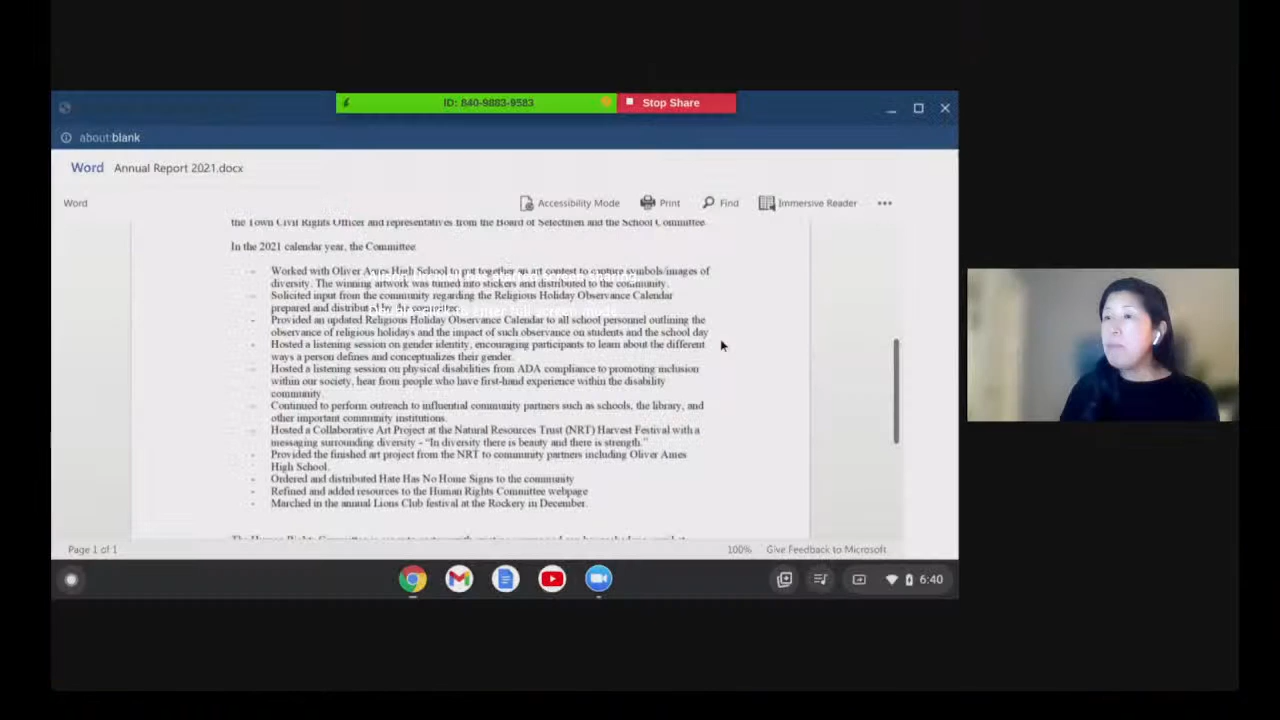 ID: 840-9883-9583 Stop Share
about:blank
Word Annual Report 2021.docx
Word Accessibility Mode Print Find Immersive Reader
the Town Civil Rights Officer and representatives from the Board of Selectmen and the School Committee
In the 2021 calendar year, the Committee
- Worked with Oliver Ames High School to put together an art contest to capture symbols/images of
diversity. The winning artwork was turned into stickers and distributed to the community.
- Solicited input from the community regarding the Religious Holiday Observance Calendar
prepared and distributed by the
- Provided an updated Religious Holiday Observance Calendar to all school personnel outlining the
observance of religious holidays and the impact of such observance on students and the school day
- Hosted a listening session on gender identity, encouraging participants to learn about the different
ways a person defines and conceptualizes their gender.
- Hosted a listening session on physical disabilities from ADA compliance to promoting inclusion
within our society, hear from people who have first-hand experience within the disability
community.
- Continued to perform outreach to influential community partners such as schools, the library, and
other important community institutions.
- Hosted a Collaborative Art Project at the Natural Resources Trust (NRT) Harvest Festival with a
messaging surrounding diversity - “In diversity there is beauty and there is strength.”
- Provided the finished art project from the NRT to community partners including Oliver Ames
High School.
- Ordered and distributed Hate Has No Home Signs to the community
- Refined and added resources to the Human Rights Committee webpage
- Marched in the annual Lions Club festival at the Rockery in December.
The Human Rights Committee
Page 1 of 1 100% Give Feedback to Microsoft
6:40